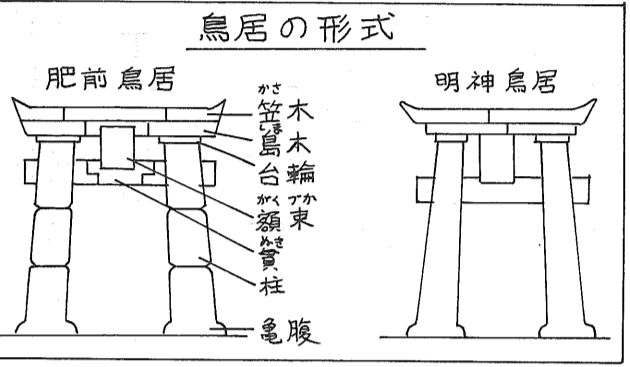 鳥居の形式
肥前鳥居
明神鳥居
かさ
笠木
しま
島木
台輪
がくづか
額束
ぬき
貫
柱
亀腹